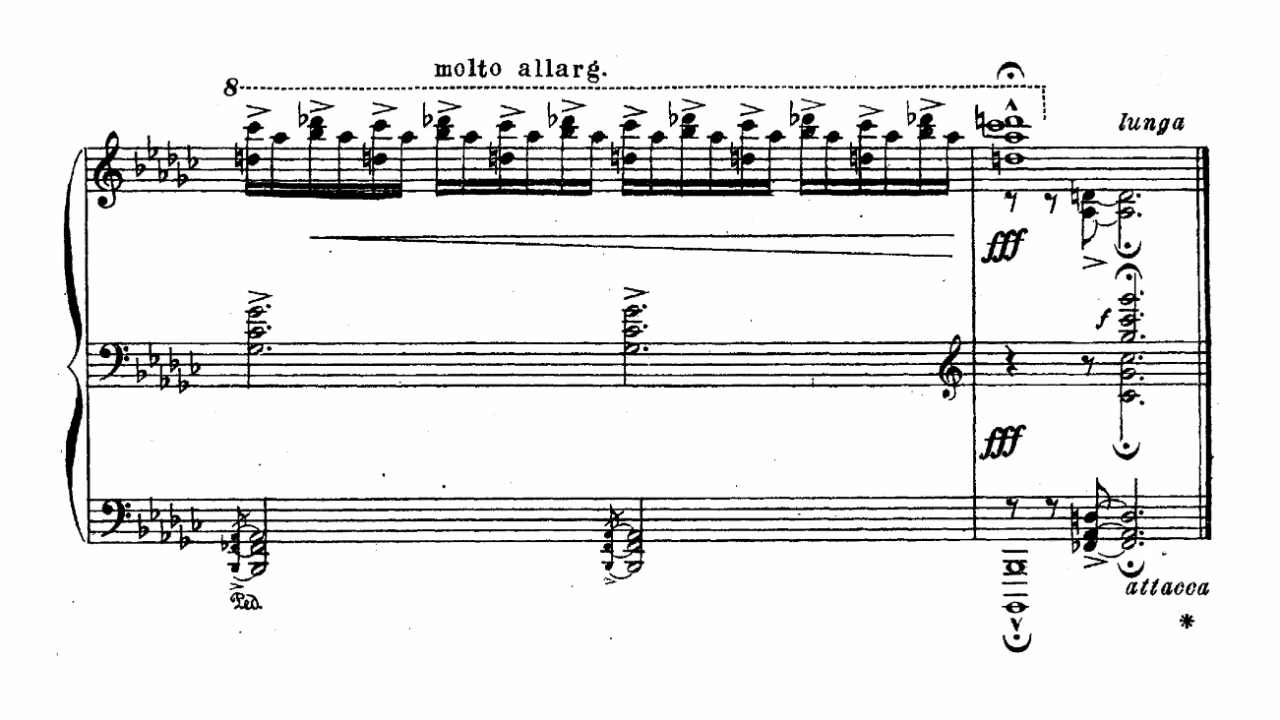 molto allarg.
8
lunga
fff
f
fff
Ped.
attacca